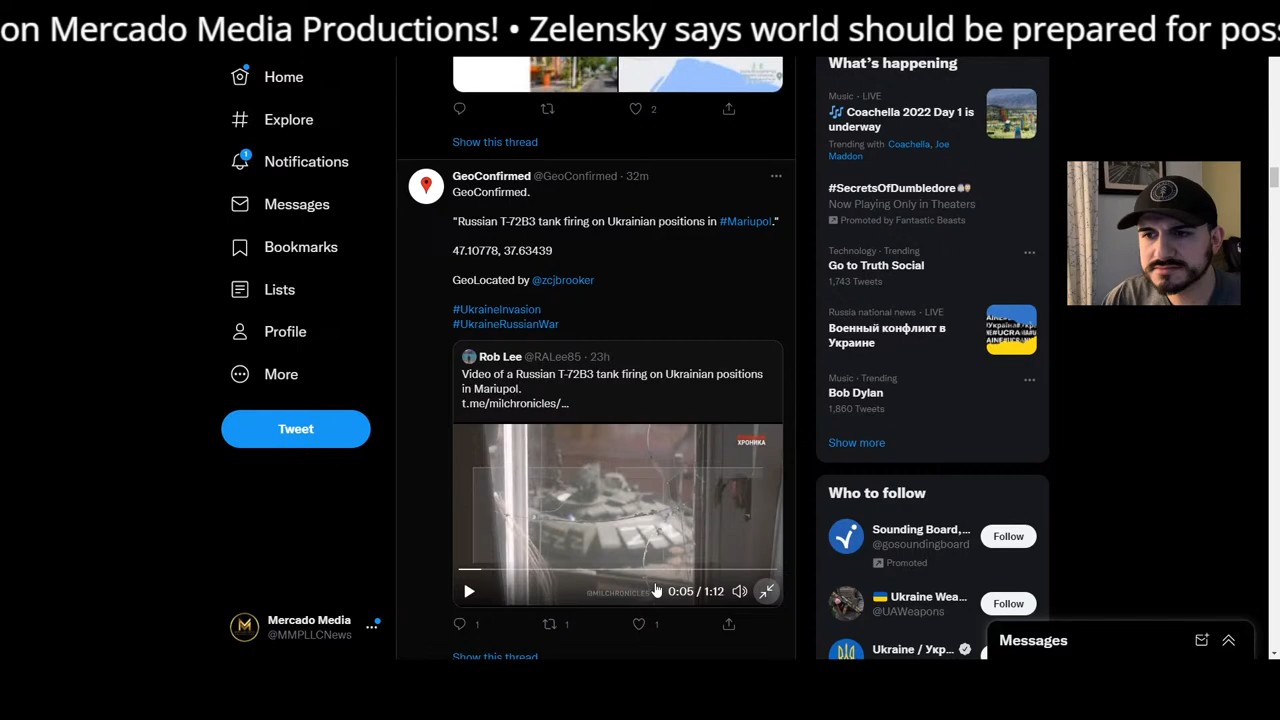 on Mercado Media Productions! • Zelensky says world should be prepared for pos
Home
Explore
1
Notifications
Messages
Bookmarks
Lists
Profile
More
Tweet
Mercado Media
@MMPLLCNews
2
Show this thread
GeoConfirmed @GeoConfirmed · 32m
GeoConfirmed.
"Russian T-72B3 tank firing on Ukrainian positions in #Mariupol."
47.10778, 37.63439
GeoLocated by @zcjbrooker
#UkraineInvasion
#UkraineRussianWar
Rob Lee @RALee85 · 23h
Video of a Russian T-72B3 tank firing on Ukrainian positions
in Mariupol.
t.me/milchronicles/...
ХРОНИКА
@MILCHRONICLES
0:05 / 1:12
1 1 1
Show this thread
What's happening
Music · LIVE
Coachella 2022 Day 1 is
underway
Trending with Coachella, Joe
Maddon
#SecretsOfDumbledore
Now Playing Only in Theaters
Promoted by Fantastic Beasts
Technology · Trending
Go to Truth Social
1,743 Tweets
Russia national news · LIVE
Военный конфликт в
Украине
Music · Trending
Bob Dylan
1,860 Tweets
Show more
Who to follow
Sounding Board,...
@gosoundingboard
Promoted
Follow
Ukraine Wea...
@UAWeapons
Follow
Ukraine / Укр...
Messages